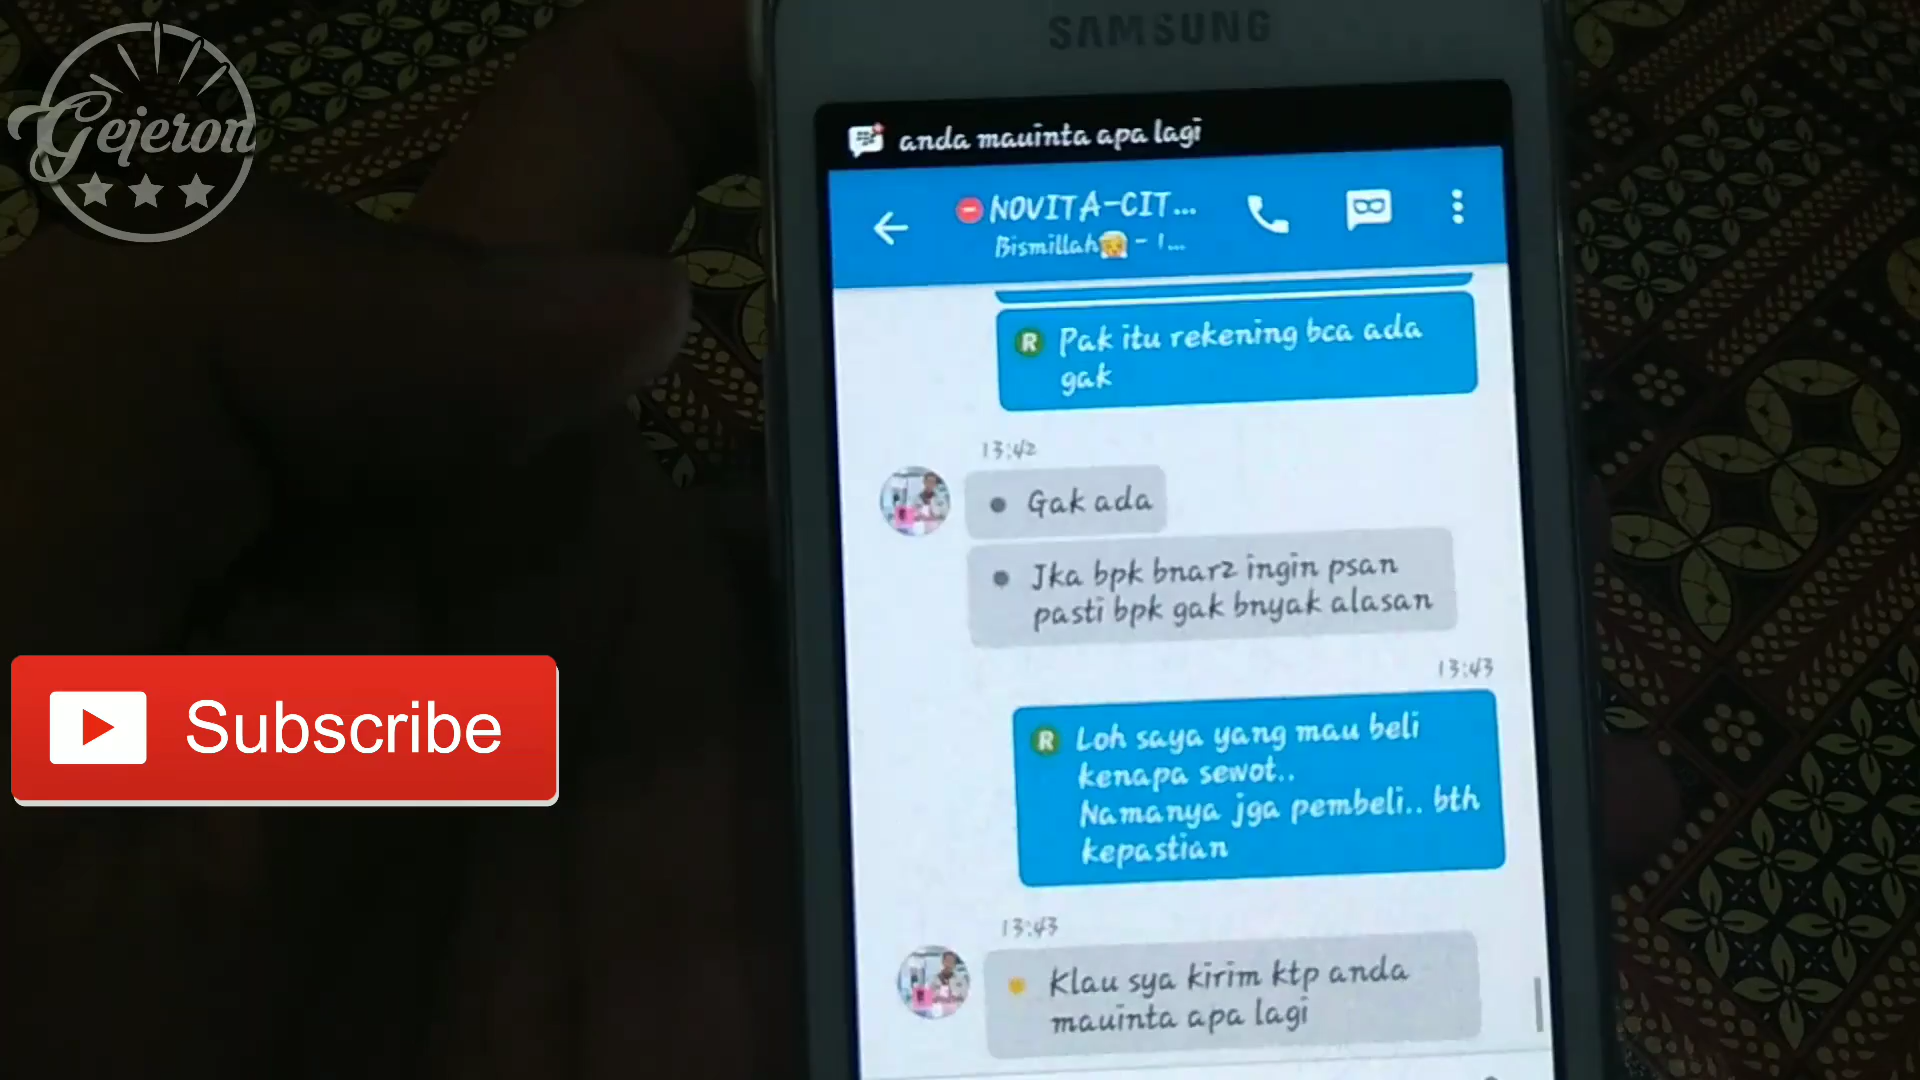 SAMSUNG
Gejeron
anda mauinta apa lagi
NOVITA-CIT...
Bismillah - I...
R Pak itu rekening bca ada
gak
13:42
Gak ada
Jka bpk bnar2 ingin psan
pasti bpk gak bnyak alasan
13:43
R Loh saya yang mau beli
kenapa sewot..
Namanya jga pembeli.. bth
kepastian
13:43
Klau sya kirim ktp anda
mauinta apa lagi
Subscribe